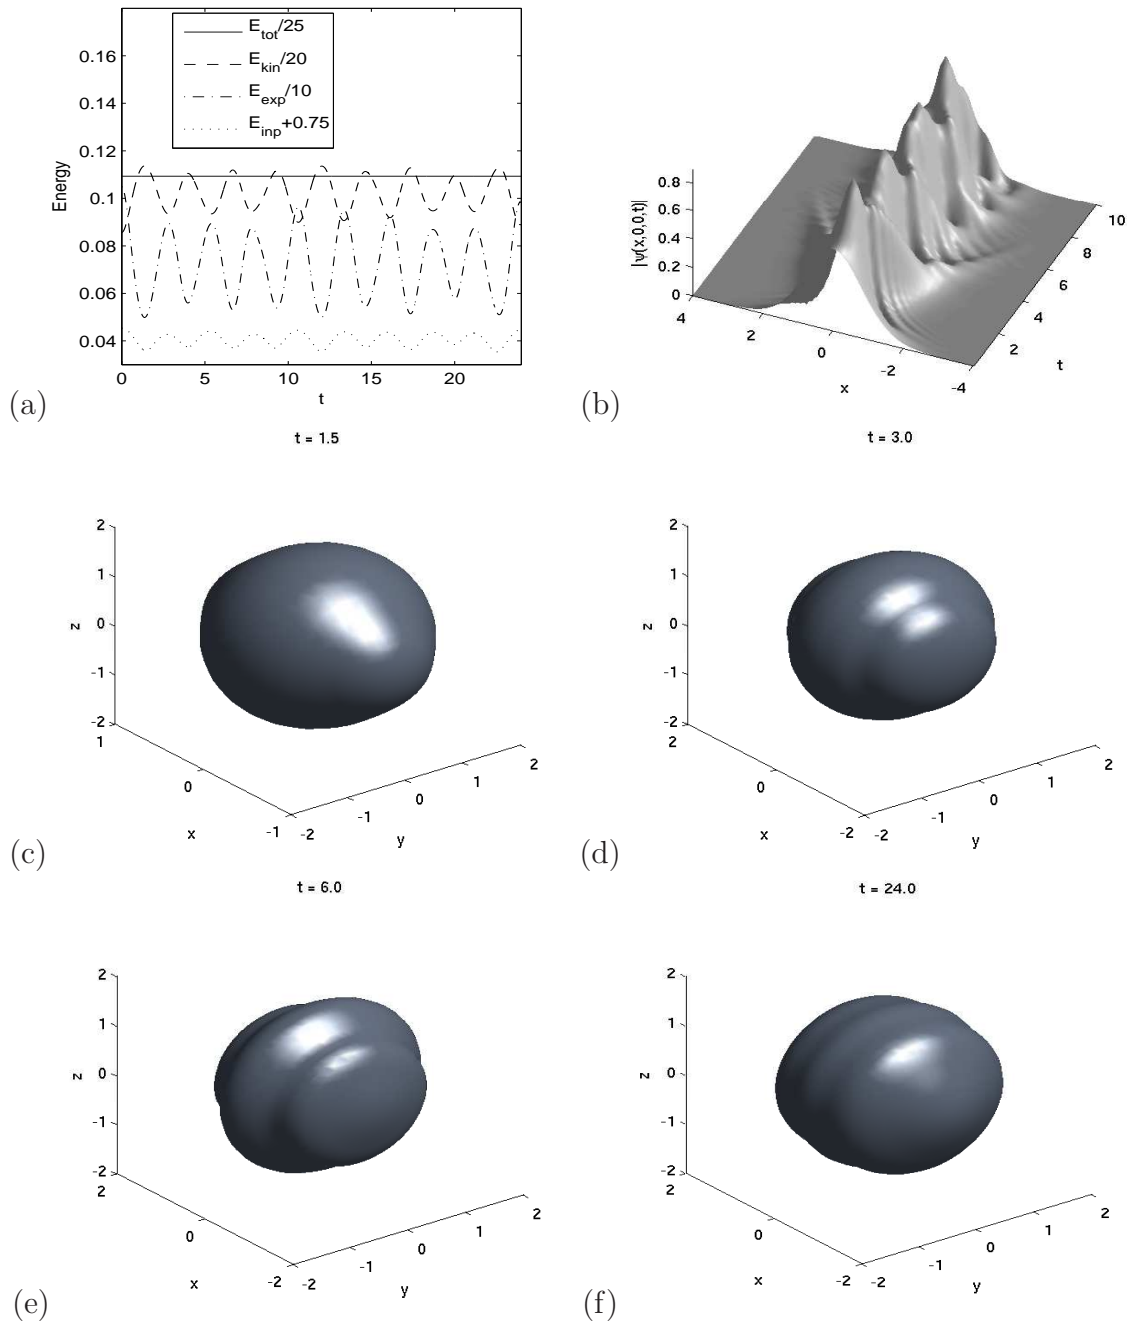 0.16
0.14
0.12
0.1
0.08
0.06
0.04
Energy
E_tot/25
E_kin/20
E_exp/10
E_inp+0.75
0 5 10 15 20
t
(a)
|ψ(x,0,0,t)|
0.8
0.6
0.4
0.2
0
4 2 0 -2 -4
x
2 4 6 8 10
t
(b)
t = 1.5
2
1
0
-1
-2
z
1 0 -1
x
-2 -1 0 1 2
y
(c)
t = 3.0
2
1
0
-1
-2
z
2 0 -2
x
-2 -1 0 1 2
y
(d)
t = 6.0
2
1
0
-1
-2
z
2 0 -2
x
-2 -1 0 1 2
y
(e)
t = 24.0
2
1
0
-1
-2
z
2 0 -2
x
-2 -1 0 1 2
y
(f)